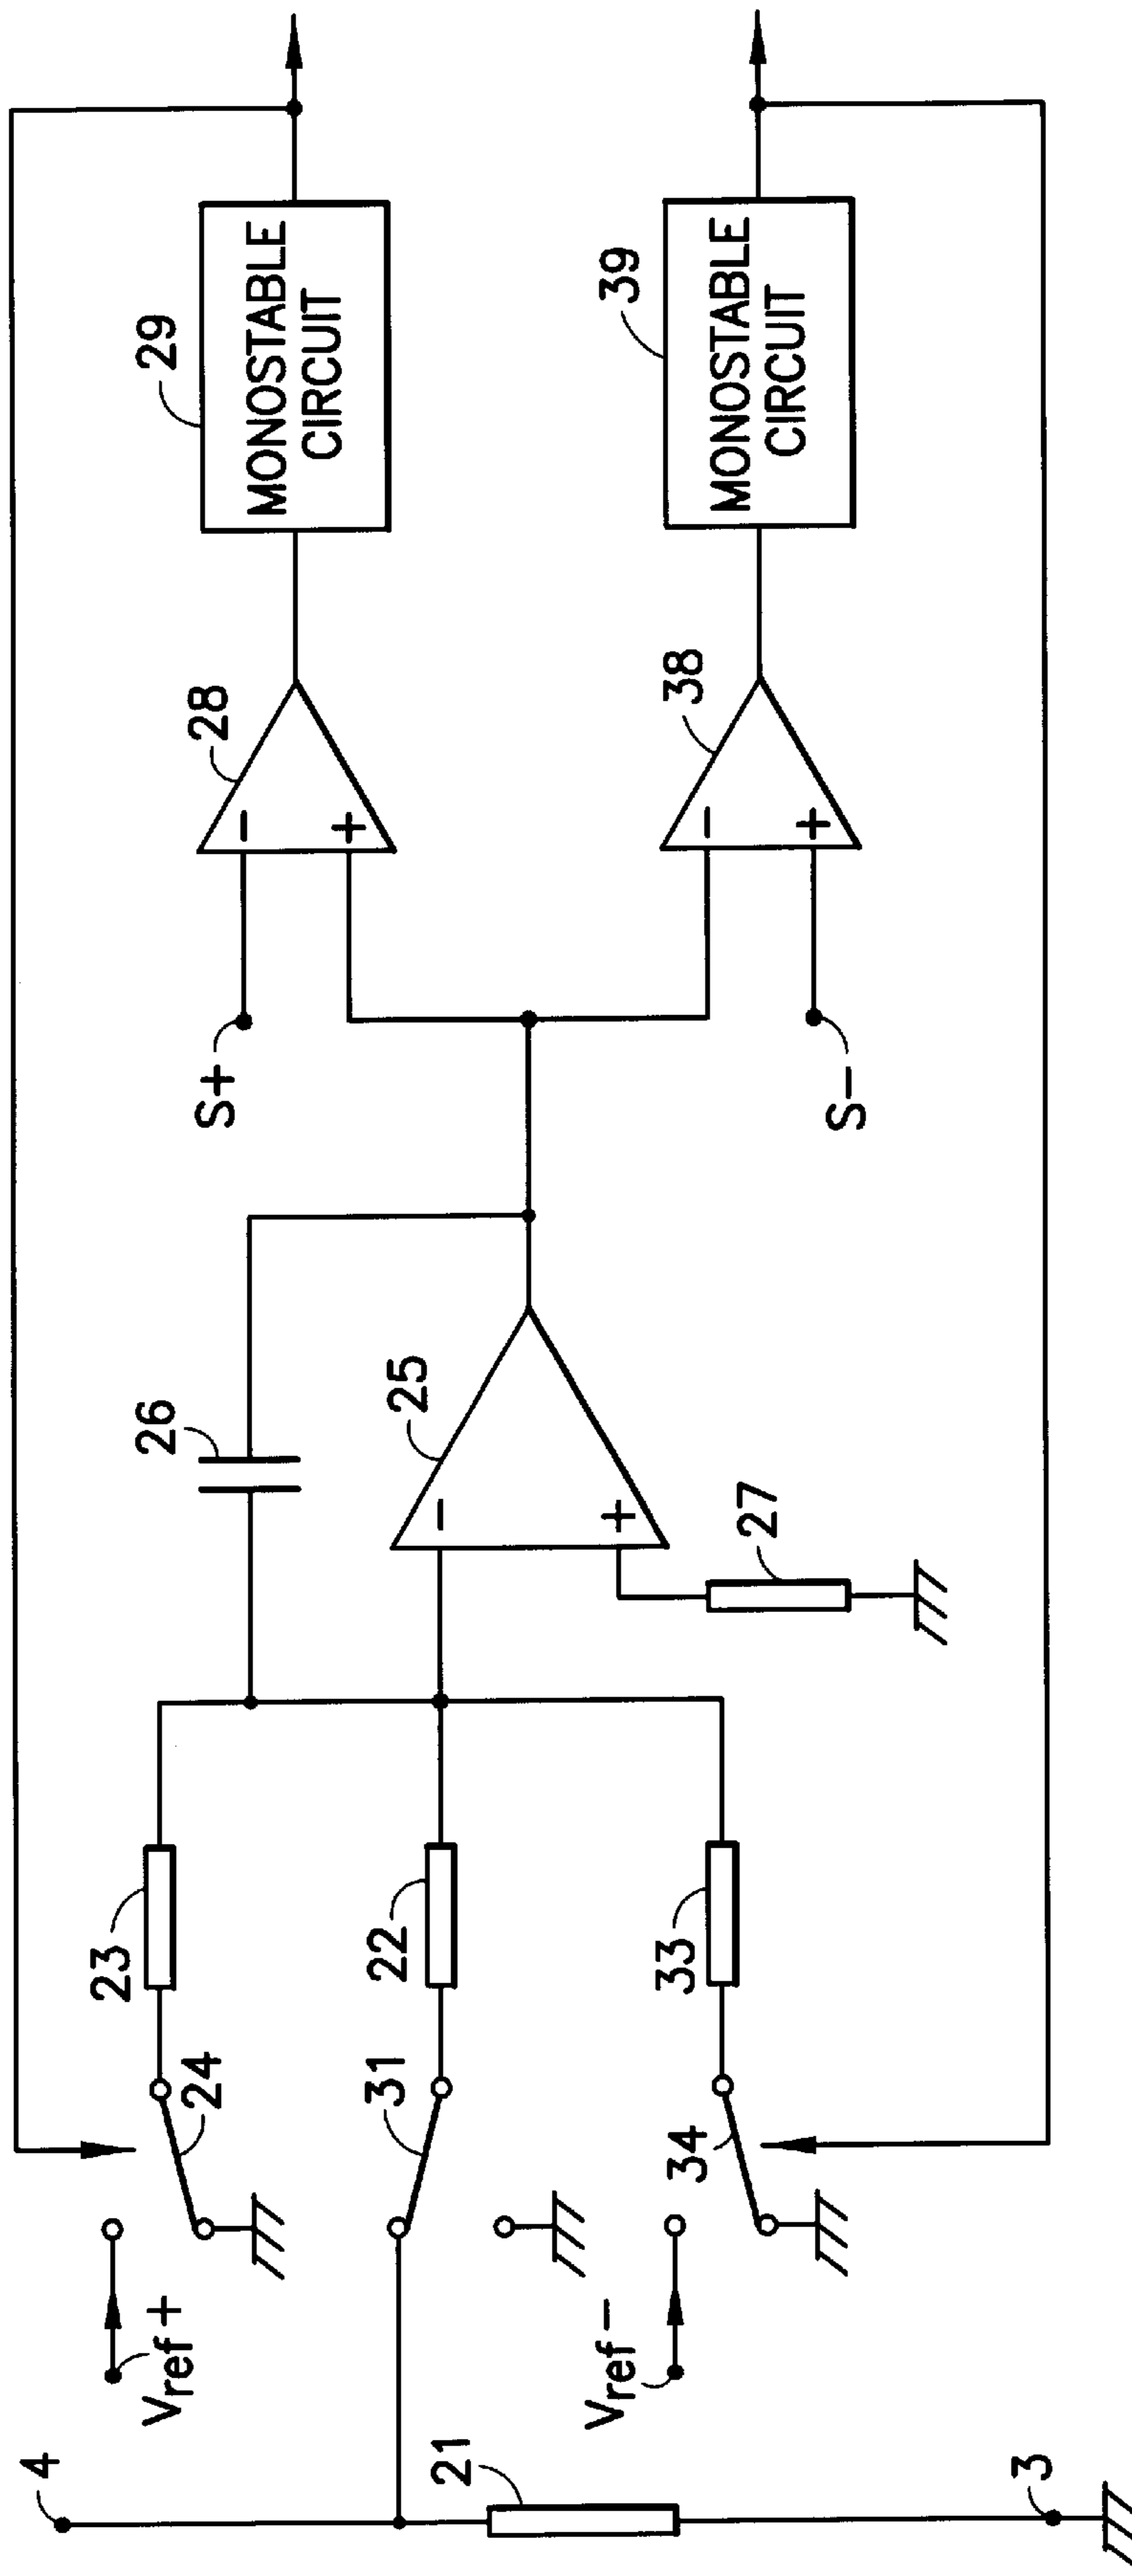 4
21
3
Vref+
Vref−
24
31
34
23
22
33
26
25
27
−
+
S+
S−
28
−
+
38
−
+
29
MONOSTABLE
CIRCUIT
39
MONOSTABLE
CIRCUIT